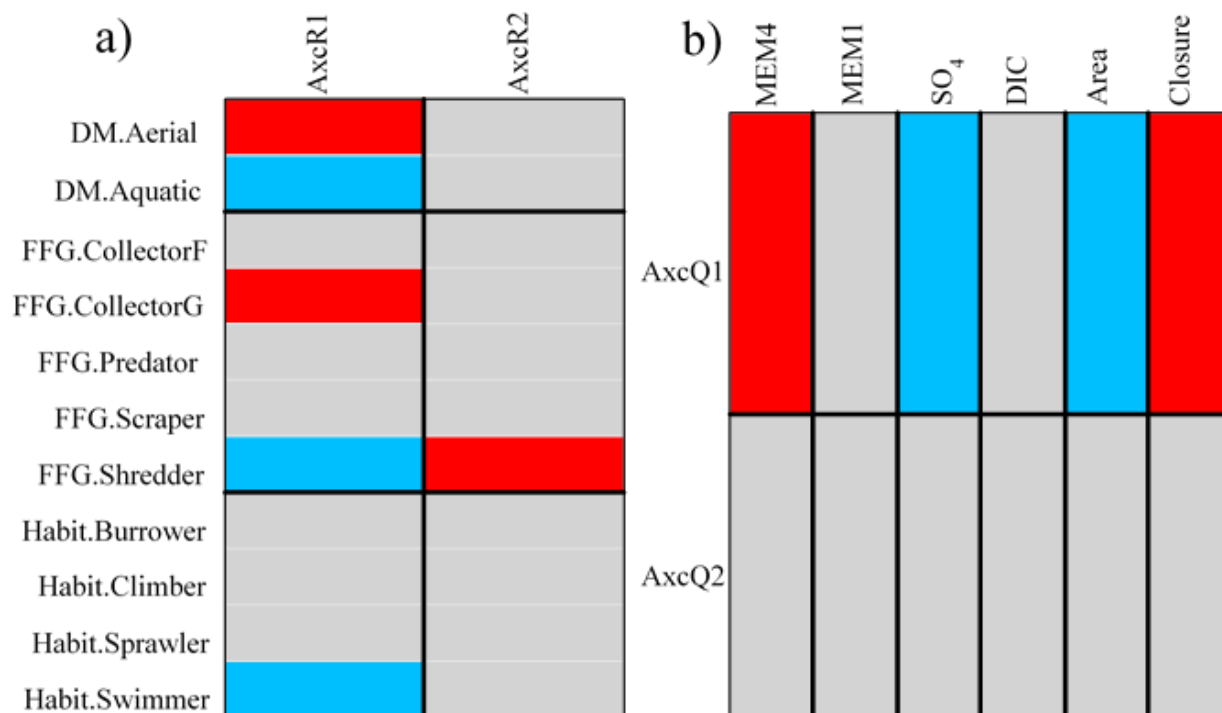 a)
AxcR1
AxcR2
DM.Aerial
DM.Aquatic
FFG.CollectorF
FFG.CollectorG
FFG.Predator
FFG.Scraper
FFG.Shredder
Habit.Burrower
Habit.Climber
Habit.Sprawler
Habit.Swimmer
b)
MEM4
MEM1
SO₄
DIC
Area
Closure
AxcQ1
AxcQ2